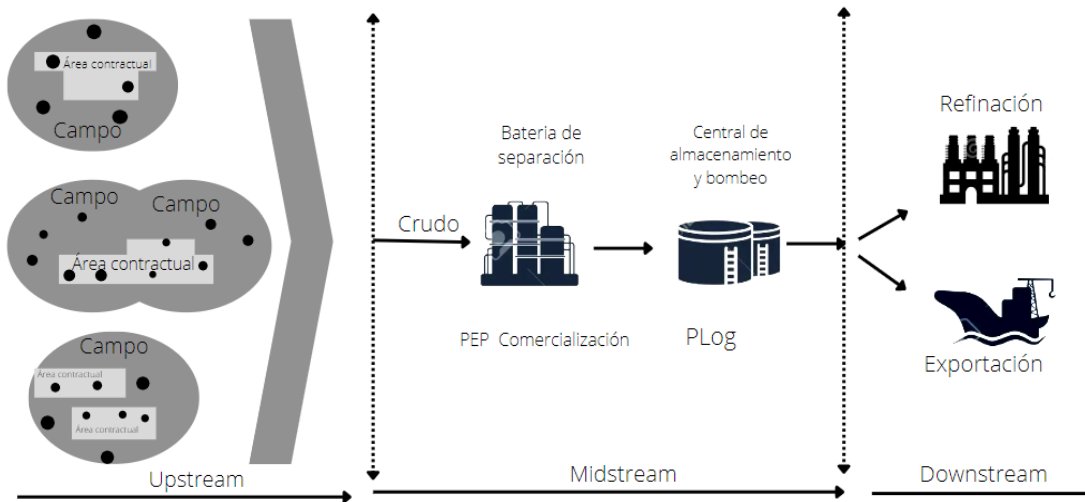 Área contractual
Campo
Campo
Campo
Área contractual
Campo
Área contractual
Área contractual
Upstream
Crudo
Bateria de
separación
PEP Comercialización
Central de
almacenamiento
y bombeo
PLog
Midstream
Refinación
Exportación
Downstream